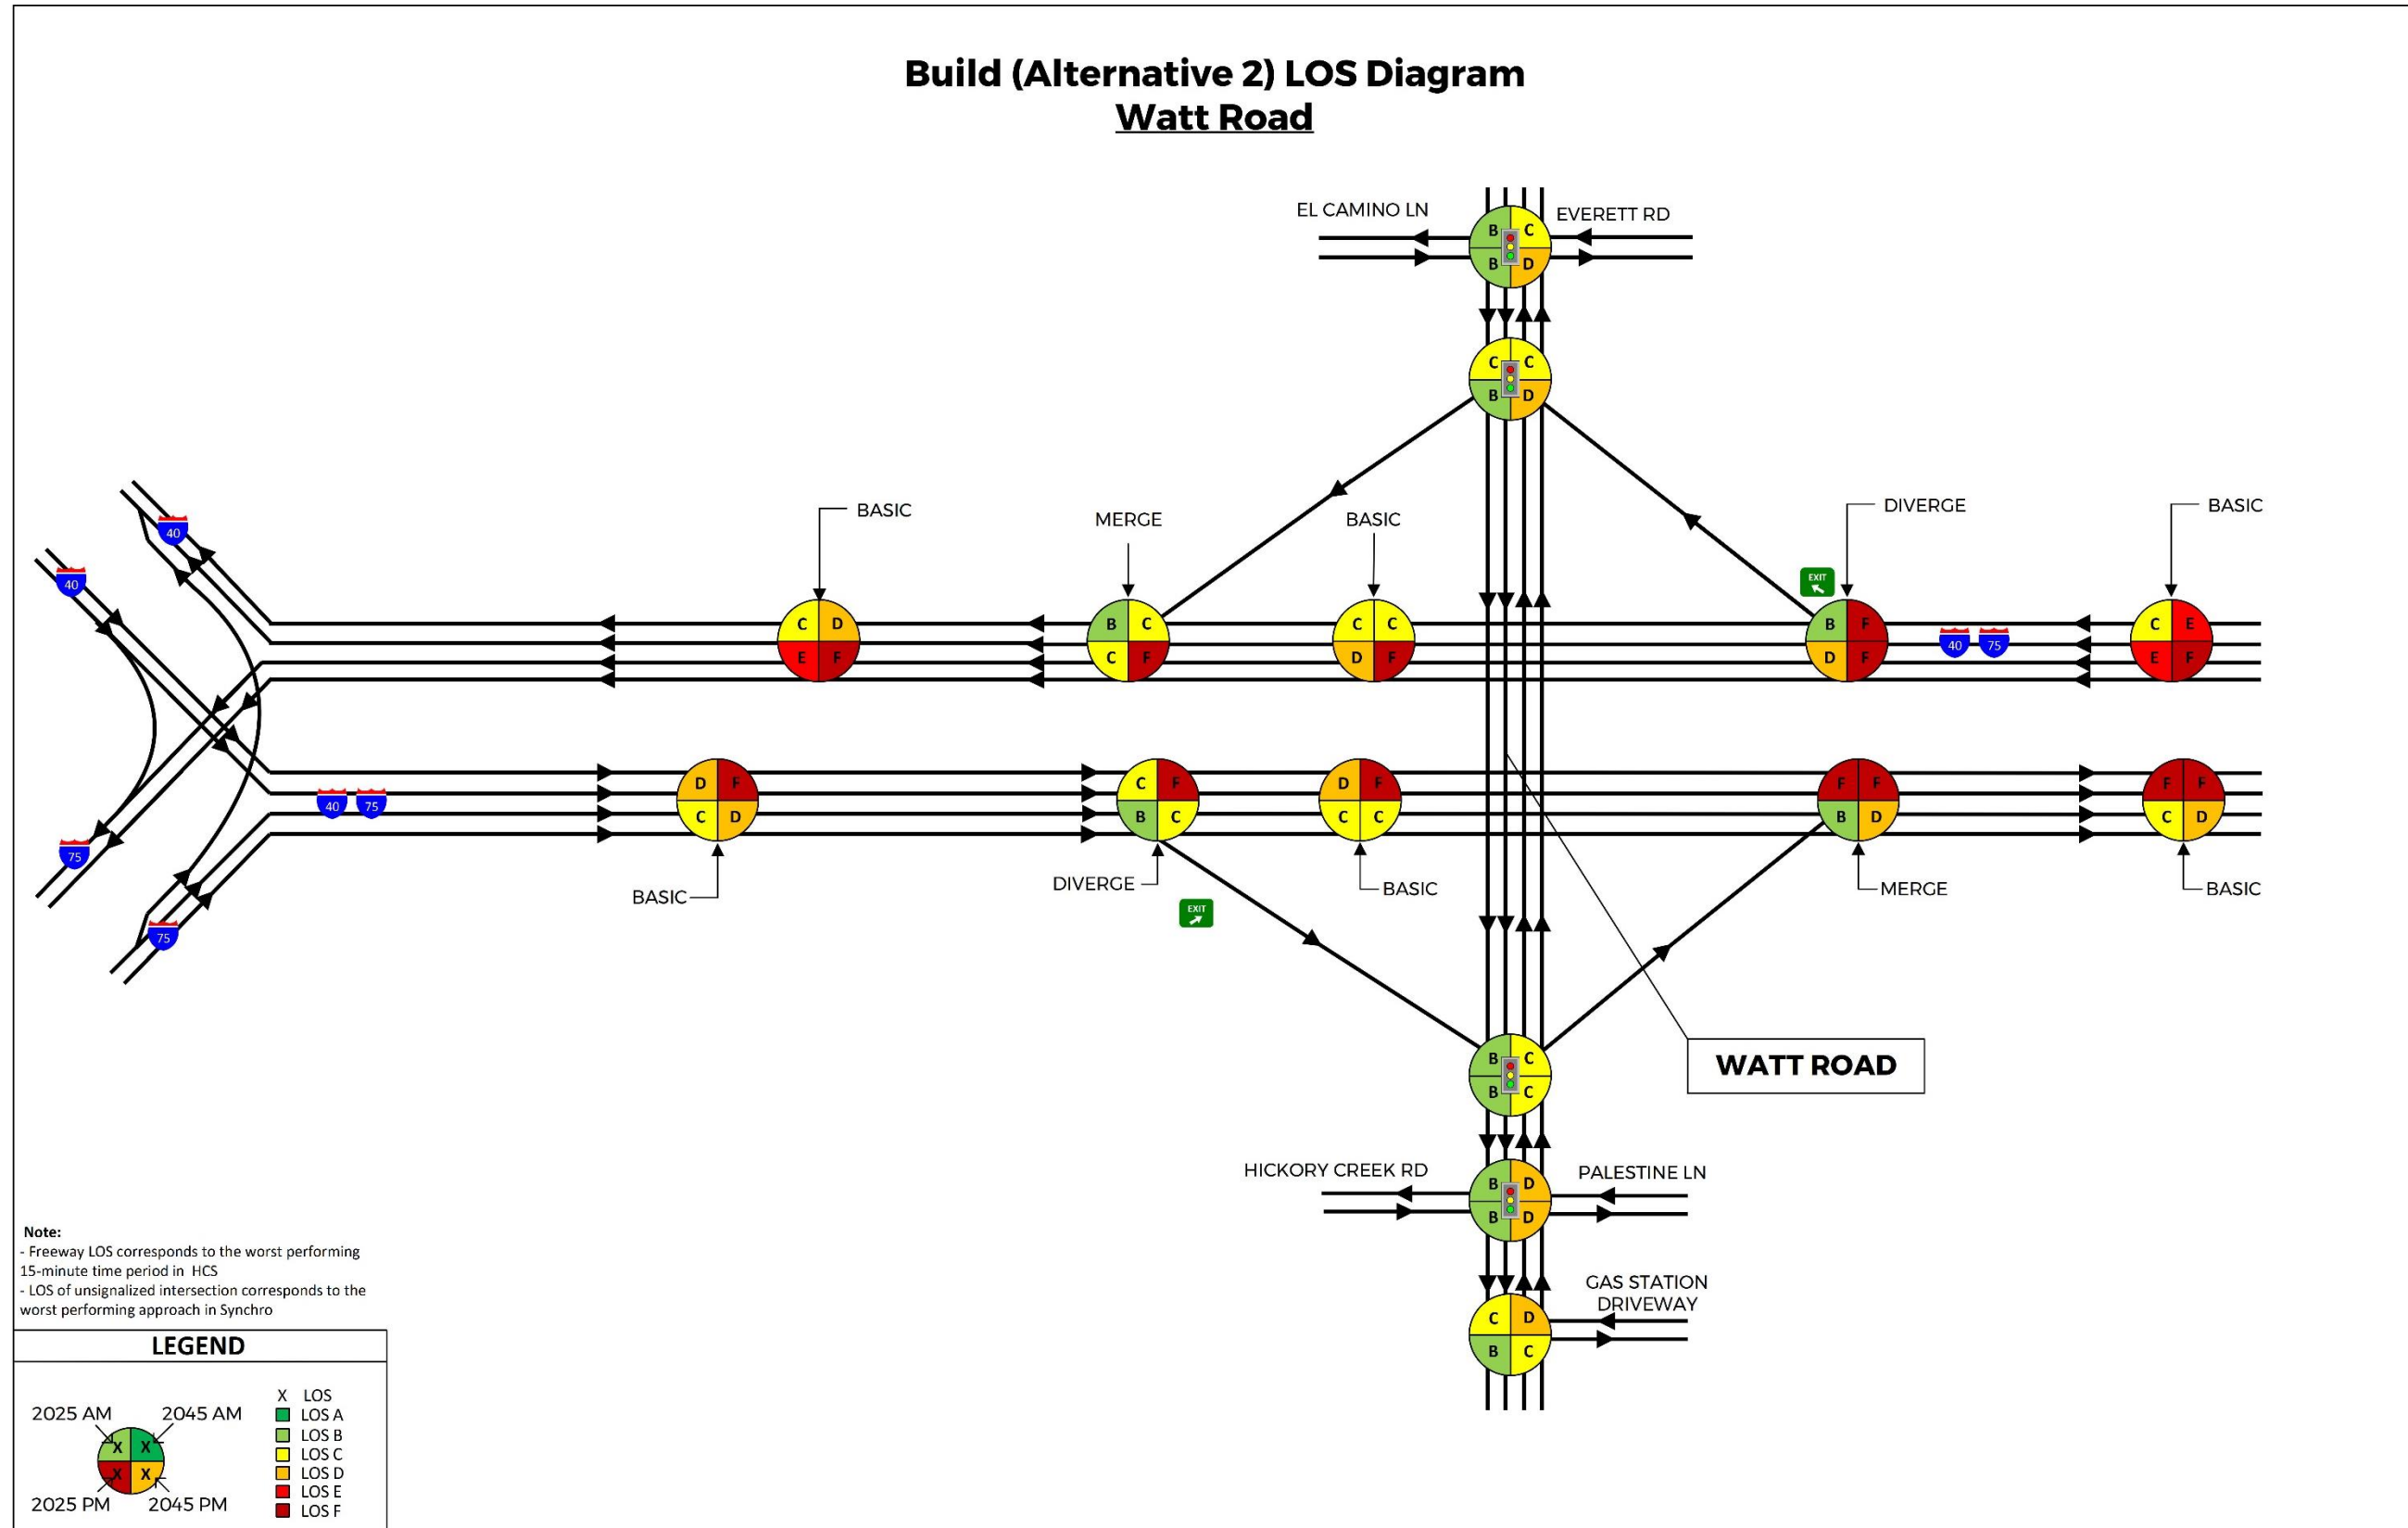 Build (Alternative 2) LOS Diagram
Watt Road
EL CAMINO LN
EVERETT RD
B C
B D
C C
B D
BASIC
MERGE
BASIC
DIVERGE
BASIC
40
40
EXIT
C D
E F
B C
C F
C C
D F
B F
D F
40 75
C E
E F
40 75
D F
C D
C F
B C
D F
C C
F F
B D
F F
C D
75
75
BASIC
DIVERGE
BASIC
MERGE
BASIC
EXIT
B C
B C
WATT ROAD
HICKORY CREEK RD
PALESTINE LN
B D
B D
GAS STATION
DRIVEWAY
C D
B C
Note:
- Freeway LOS corresponds to the worst performing
15-minute time period in HCS
- LOS of unsignalized intersection corresponds to the
worst performing approach in Synchro
LEGEND
2025 AM 2045 AM
X X
X X
2025 PM 2045 PM
X LOS
LOS A
LOS B
LOS C
LOS D
LOS E
LOS F